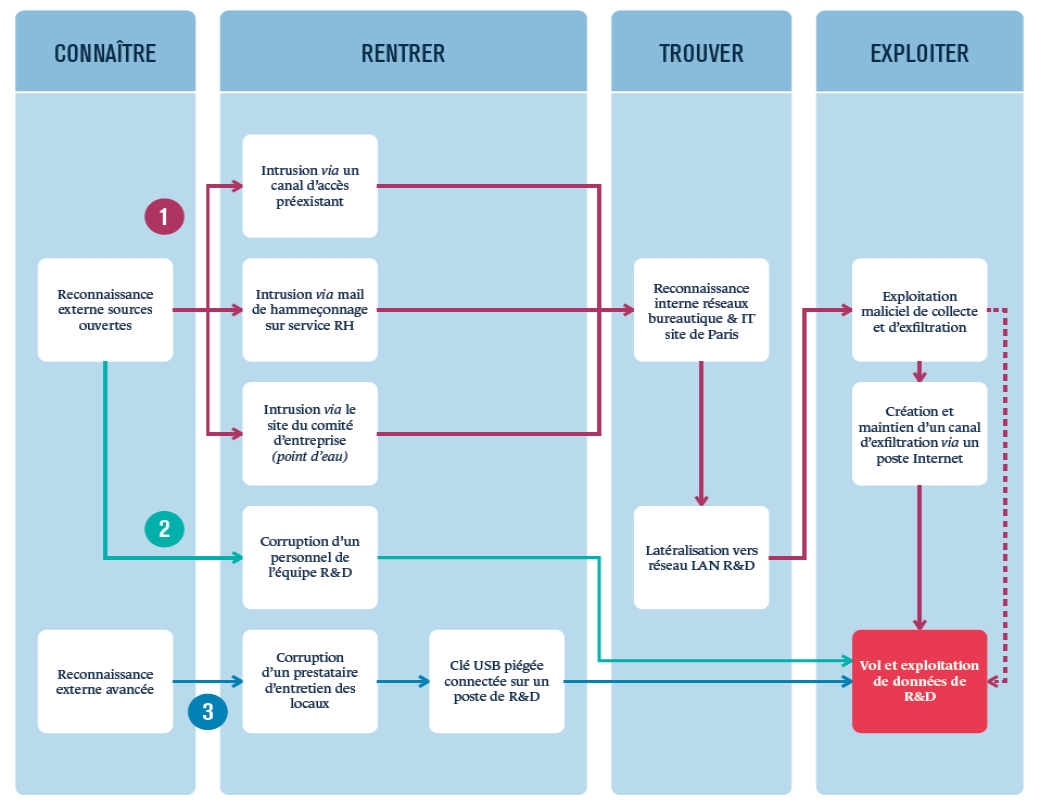 CONNAÎTRE
RENTRER
TROUVER
EXPLOITER
Intrusion via un
canal d'accès
préexistant
1
Reconnaissance
externe sources
ouvertes
Intrusion via mail
de hammeçonnage
sur service RH
Reconnaissance
interne réseaux
bureautique & IT
site de Paris
Exploitation
maliciel de collecte
et d'exfiltration
Intrusion via le
site du comité
d'entreprise
(point d'eau)
Création et
maintien d'un canal
d'exfiltration via un
poste Internet
2
Corruption d'un
personnel de
l'équipe R&D
Latéralisation vers
réseau LAN R&D
Reconnaissance
externe avancée
3
Corruption
d'un prestataire
d'entretien des
locaux
Clé USB piégée
connectée sur un
poste de R&D
Vol et exploitation
de données de
R&D